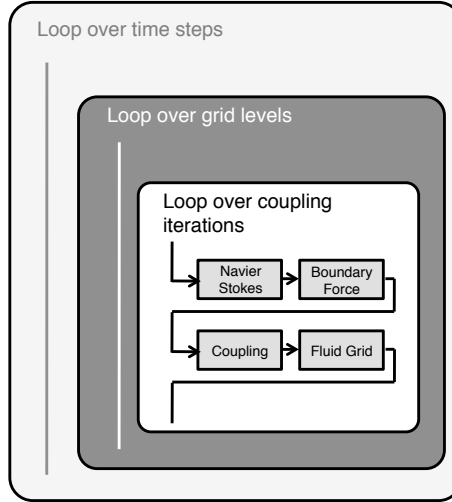 Loop over time steps
Loop over grid levels
Loop over coupling
iterations
Navier
Stokes
Boundary
Force
Coupling
Fluid Grid